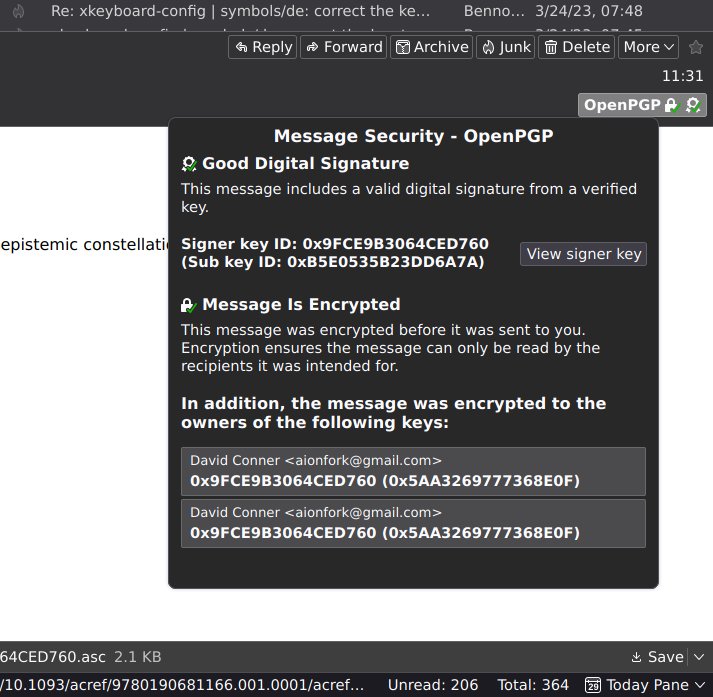 Re: xkeyboard-config | symbols/de: correct the ke... Benno... 3/24/23, 07:48
Reply Forward Archive Junk Delete More
11:31
OpenPGP
Message Security - OpenPGP
Good Digital Signature
This message includes a valid digital signature from a verified
key.
Signer key ID: 0x9FCE9B3064CED760
(Sub key ID: 0xB5E0535B23DD6A7A)
View signer key
epistemic constellati
Message Is Encrypted
This message was encrypted before it was sent to you.
Encryption ensures the message can only be read by the
recipients it was intended for.
In addition, the message was encrypted to the
owners of the following keys:
David Conner <aionfork@gmail.com>
0x9FCE9B3064CED760 (0x5AA3269777368E0F)
David Conner <aionfork@gmail.com>
0x9FCE9B3064CED760 (0x5AA3269777368E0F)
64CED760.asc 2.1 KB Save
/10.1093/acref/9780190681166.001.0001/acref... Unread: 206 Total: 364 29 Today Pane